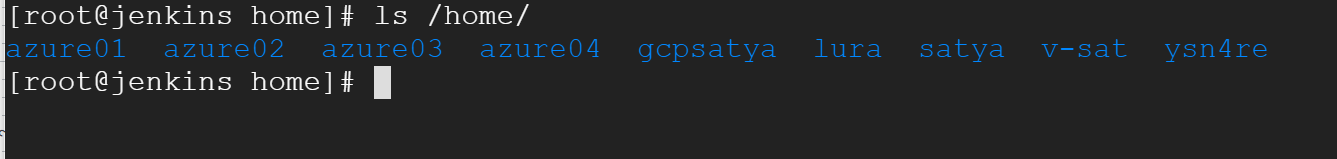 [root@jenkins home]# ls /home/
azure01  azure02  azure03  azure04  gcpsatya  lura  satya  v-sat  ysn4re
[root@jenkins home]#